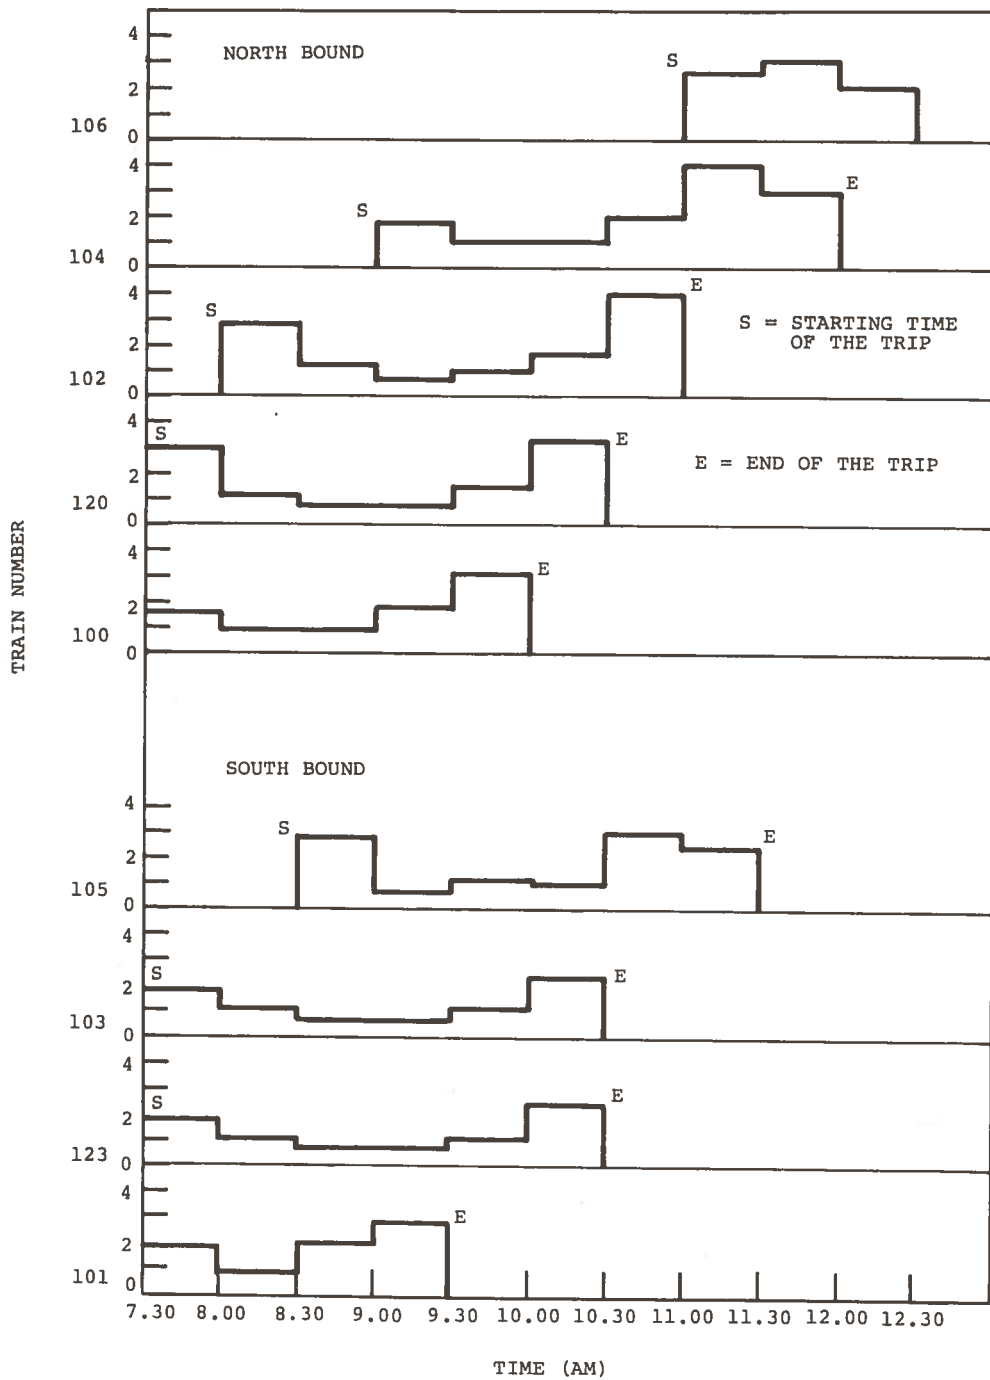 4
NORTH BOUND
S
2
106
0
4
E
S
2
104
0
4
E
S
S = STARTING TIME
OF THE TRIP
2
102
0
4
S
E
E = END OF THE TRIP
2
120
0
4
E
2
100
0
TRAIN NUMBER
SOUTH BOUND
4
S
E
2
105
0
4
S
E
2
103
0
4
S
E
2
123
0
4
E
2
101
0
7.30 8.00 8.30 9.00 9.30 10.00 10.30 11.00 11.30 12.00 12.30
TIME (AM)